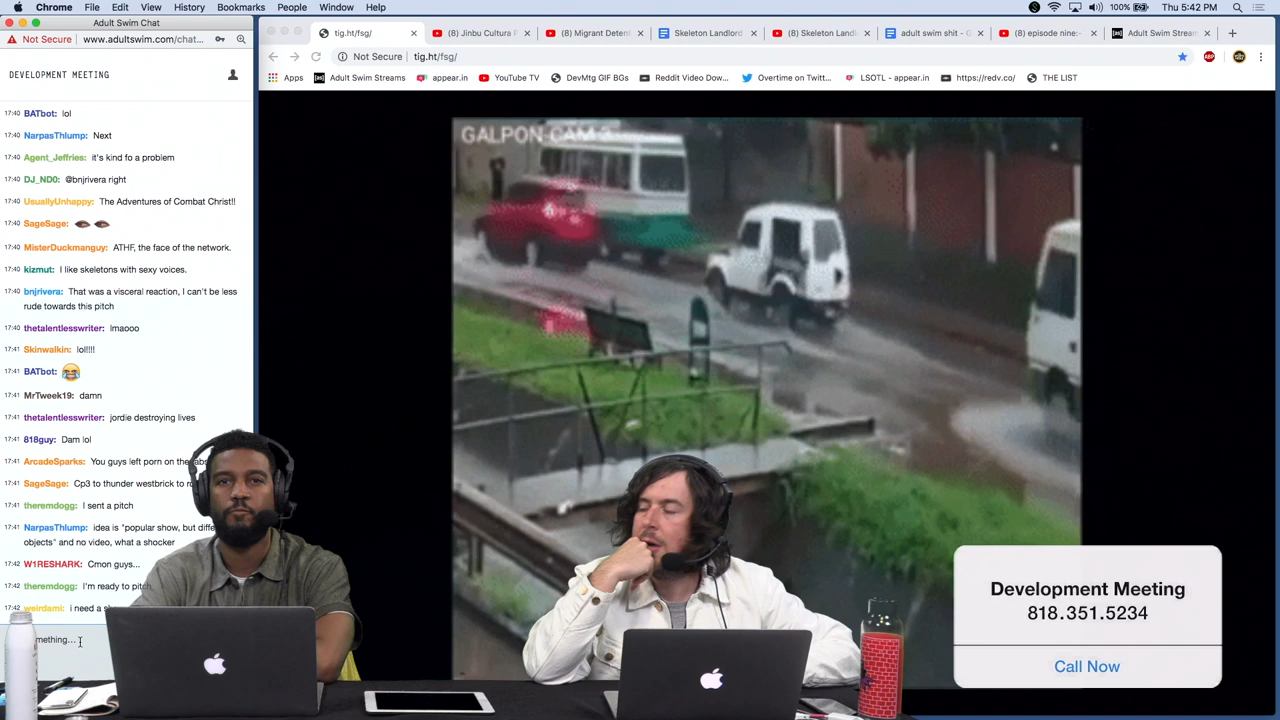 Chrome File Edit View History Bookmarks People Window Help
100% Thu 5:42 PM
Adult Swim Chat
Not Secure www.adultswim.com/chat...
DEVELOPMENT MEETING
17:40 BATbot: lol
17:40 NarpasThlump: Next
17:40 Agent_Jeffries: it's kind fo a problem
17:40 DJ_ND0: @bnjrivera right
17:40 UsuallyUnhappy: The Adventures of Combat Christ!!
17:40 SageSage:
17:40 MisterDuckmanguy: ATHF, the face of the network.
17:40 kizmut: I like skeletons with sexy voices.
17:40 bnjrivera: That was a visceral reaction, I can't be less
rude towards this pitch
17:40 thetalentlesswriter: lmaooo
17:41 Skinwalkin: lol!!!!
17:41 BATbot:
17:41 MrTweek19: damn
17:41 thetalentlesswriter: jordie destroying lives
17:41 818guy: Dam lol
17:41 ArcadeSparks: You guys left porn on the
17:41 SageSage: Cp3 to thunder westbrick to
17:41 theremdogg: I sent a pitch
17:41 NarpasThlump: idea is "popular show, but
objects" and no video, what a shocker
17:42 W1RESHARK: Cmon guys...
17:42 theremdogg: I'm ready to
17:42 weirdami: i need a
mething...
tig.ht/fsg/ (8) Jinbu Cultura P (8) Migrant Deten Skeleton Landlord (8) Skeleton Landl adult swim shit - G (8) episode nine:- Adult Swim Stream
Not Secure tig.ht/fsg/
Apps Adult Swim Streams appear.in YouTube TV DevMtg GIF BGs Reddit Video Dow... Overtime on Twitt... LSOTL - appear.in https://redv.co/ THE LIST
GALPON CAM
Development Meeting
818.351.5234
Call Now